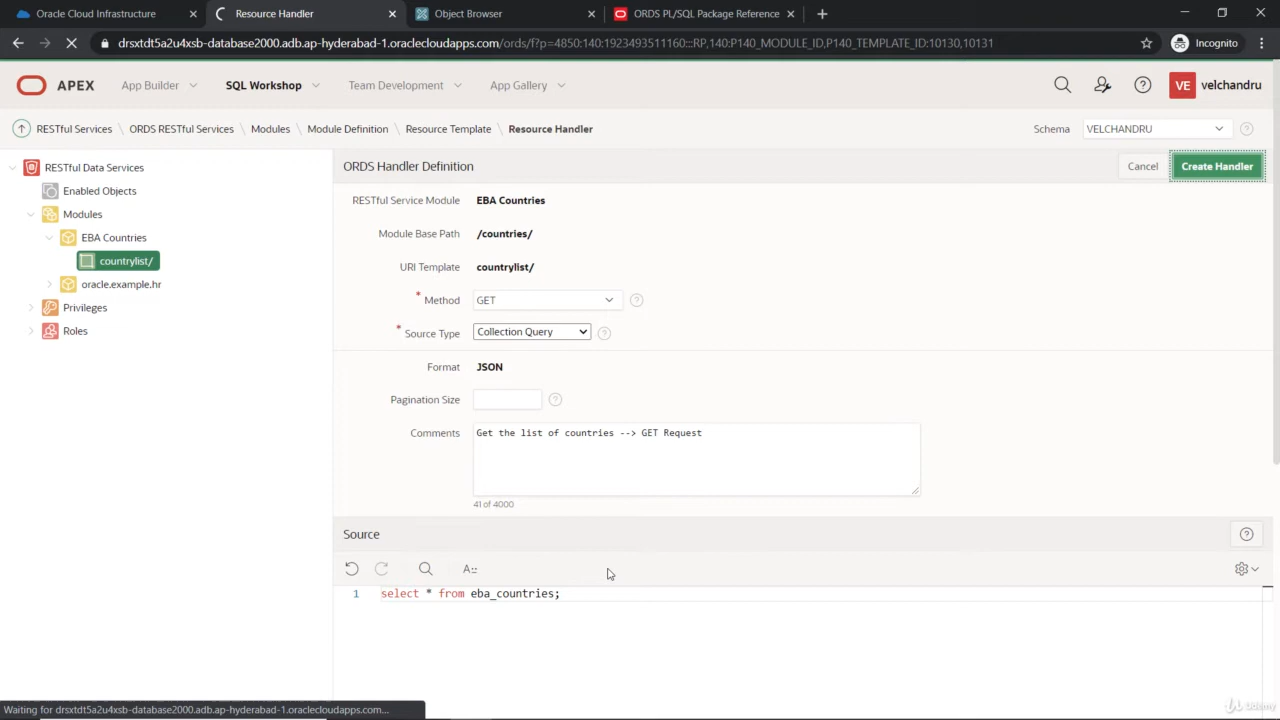 Oracle Cloud Infrastructure
Resource Handler
Object Browser
ORDS PL/SQL Package Reference
drsxtdt5a2u4xsb-database2000.adb.ap-hyderabad-1.oraclecloudapps.com/ords/f?p=4850:140:1923493511160:::RP,140:P140_MODULE_ID,P140_TEMPLATE_ID:10130,10131
Incognito
APEX
App Builder
SQL Workshop
Team Development
App Gallery
VE
velchandru
RESTful Services \ ORDS RESTful Services \ Modules \ Module Definition \ Resource Template \ Resource Handler
Schema
VELCHANDRU
RESTful Data Services
Enabled Objects
Modules
EBA Countries
countrylist/
oracle.example.hr
Privileges
Roles
ORDS Handler Definition
Cancel
Create Handler
RESTful Service Module EBA Countries
Module Base Path /countries/
URI Template countrylist/
* Method GET
* Source Type Collection Query
Format JSON
Pagination Size
Comments Get the list of countries --> GET Request
41 of 4000
Source
A::
1 select * from eba_countries;
Waiting for drsxtdt5a2u4xsb-database2000.adb.ap-hyderabad-1.oraclecloudapps.com...
Udemy